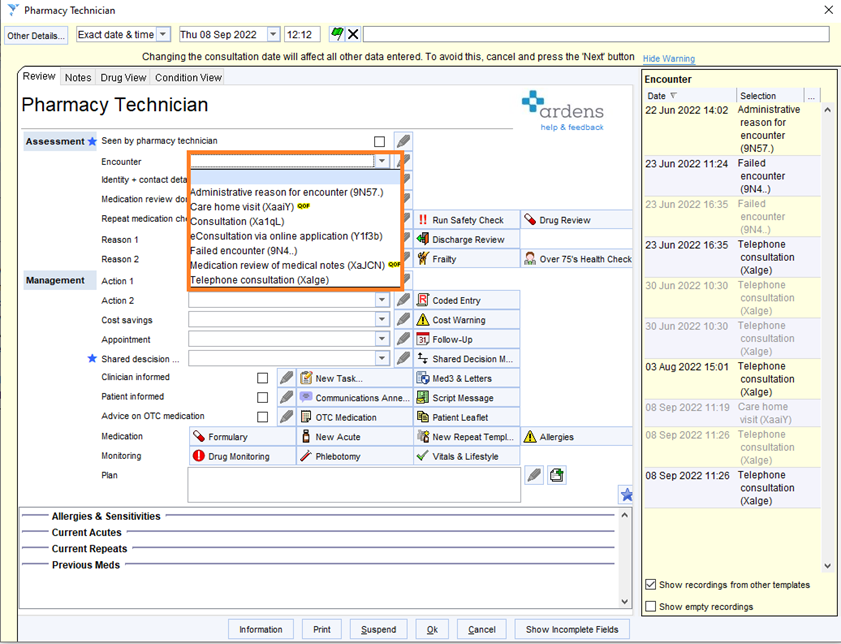 Pharmacy Technician
Other Details... Exact date & time Thu 08 Sep 2022 12:12
Changing the consultation date will affect all other data entered. To avoid this, cancel and press the 'Next' button Hide Warning
Review Notes Drug View Condition View
Pharmacy Technician
ardens
help & feedback
Assessment Seen by pharmacy technician
Encounter
Identity + contact deta
Administrative reason for encounter (9N57.)
Medication review do
Care home visit (XaaiY) QOF
Repeat medication che
Consultation (Xa1qL)
!! Run Safety Check Drug Review
Reason 1
eConsultation via online application (Y1f3b)
Discharge Review
Failed encounter (9N4..)
Reason 2
Medication review of medical notes (XaJCN) QOF
Frailty Over 75's Health Check
Management Action 1
Telephone consultation (XaIge)
Action 2 Coded Entry
Cost savings Cost Warning
Appointment 31 Follow-Up
Shared descision ... Shared Decision M...
Clinician informed New Task... Med3 & Letters
Patient informed Communications Anne... Script Message
Advice on OTC medication OTC Medication Patient Leaflet
Medication Formulary New Acute New Repeat Templ... Allergies
Monitoring Drug Monitoring Phlebotomy Vitals & Lifestyle
Plan
Allergies & Sensitivities
Current Acutes
Current Repeats
Previous Meds
Information Print Suspend Ok Cancel Show Incomplete Fields
Encounter
Date Selection ...
22 Jun 2022 14:02 Administrative
reason for
encounter
(9N57.)
23 Jun 2022 11:24 Failed
encounter
(9N4..)
23 Jun 2022 16:35 Failed
encounter
(9N4..)
23 Jun 2022 16:35 Telephone
consultation
(XaIge)
30 Jun 2022 10:30 Telephone
consultation
(XaIge)
30 Jun 2022 10:30 Telephone
consultation
(XaIge)
03 Aug 2022 15:01 Telephone
consultation
(XaIge)
08 Sep 2022 11:19 Care home
visit (XaaiY)
08 Sep 2022 11:26 Telephone
consultation
(XaIge)
08 Sep 2022 11:26 Telephone
consultation
(XaIge)
Show recordings from other templates
Show empty recordings